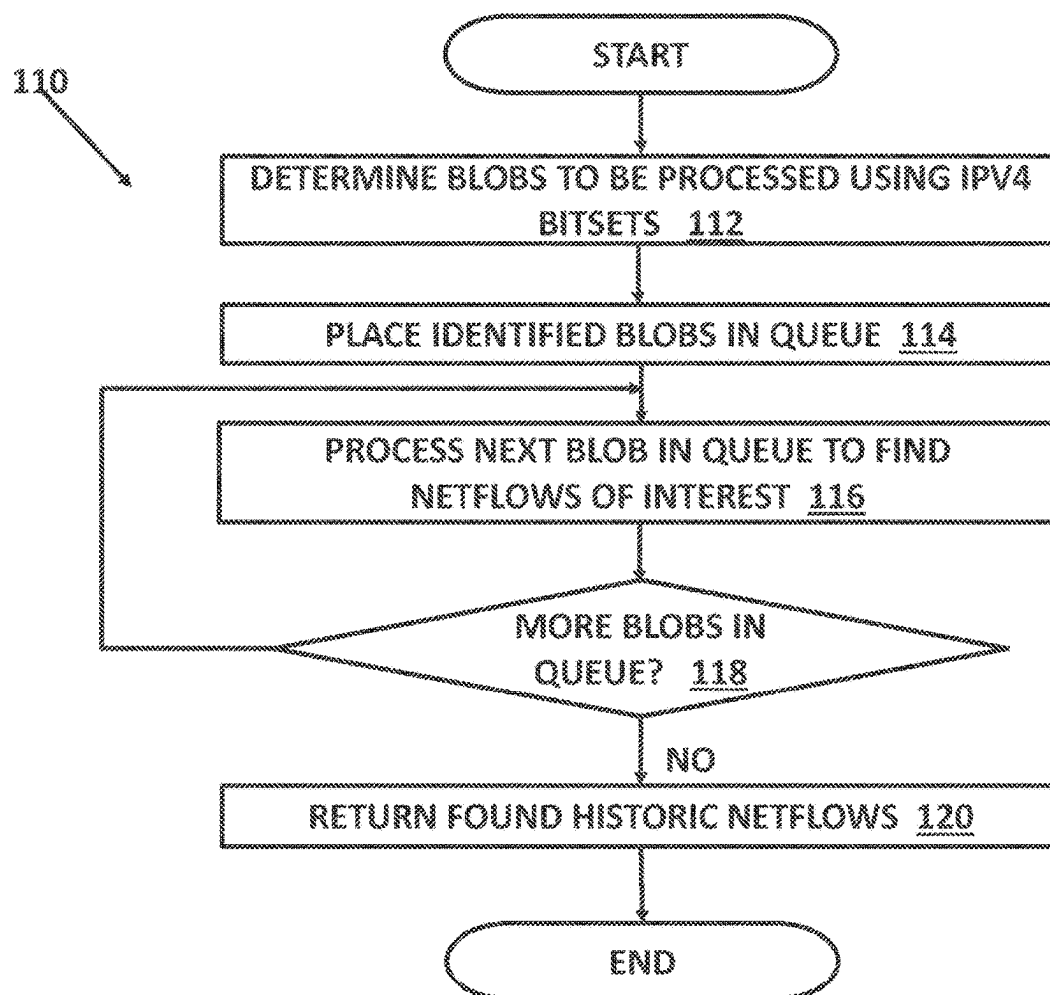 START
110
DETERMINE BLOBS TO BE PROCESSED USING IPV4
BITSETS 112
PLACE IDENTIFIED BLOBS IN QUEUE 114
PROCESS NEXT BLOB IN QUEUE TO FIND
NETFLOWS OF INTEREST 116
MORE BLOBS IN
QUEUE? 118
NO
RETURN FOUND HISTORIC NETFLOWS 120
END